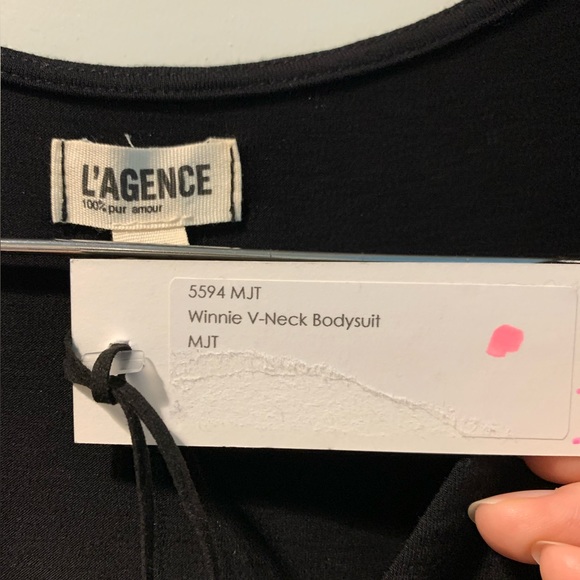 L'AGENCE
100% pur amour
5594 MJT
Winnie V-Neck Bodysuit
MJT